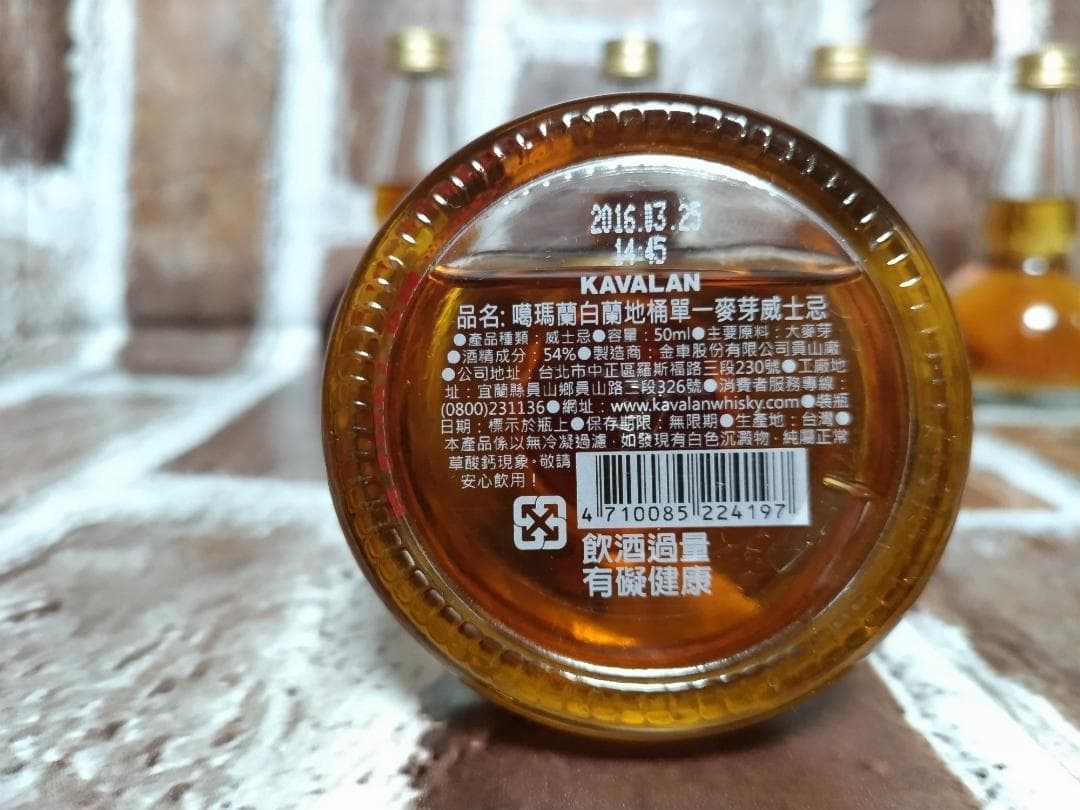 2016.03.25
14:45
KAVALAN
品名: 噶瑪蘭白蘭地桶單一麥芽威士忌
●產品種類：威士忌●容量：50ml●主要原料：大麥芽
●酒精成分：54%●製造商：金車股份有限公司員山廠
●公司地址：台北市中正區羅斯福路三段230號●工廠地
址：宜蘭縣員山鄉員山路二段326號●消費者服務專線：
(0800)231136●網址：www.kavalanwhisky.com●裝瓶
日期：標示於瓶上●保存期限：無限期●生產地：台灣●
本產品係以無冷凝過濾，如發現有白色沉澱物，純屬正常
草酸鈣現象。敬請
安心飲用！
4 710085 224197
飲酒過量
有礙健康